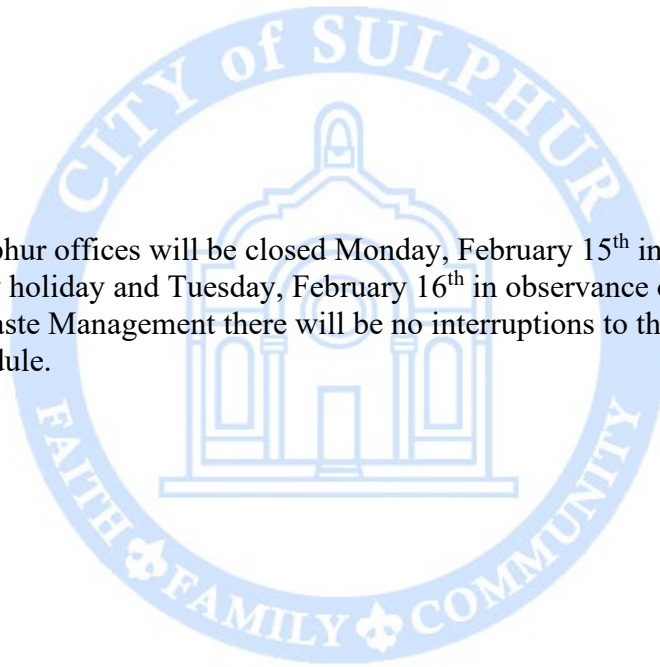 CITY of SULPHUR
phur offices will be closed Monday, February 15th in
holiday and Tuesday, February 16th in observance
aste Management there will be no interruptions to th
dule.
FAITH FAMILY COMMUNITY